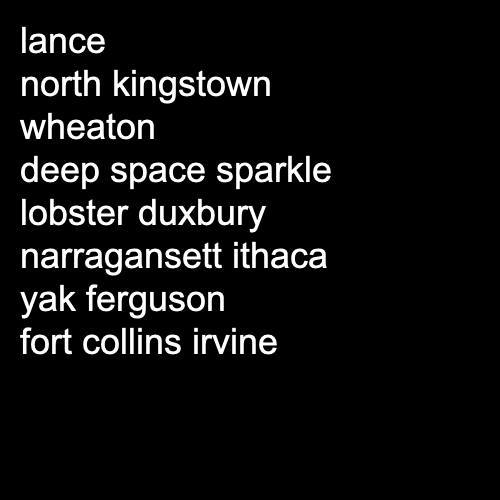 lance
north kingstown
wheaton
deep space sparkle
lobster duxbury
narragansett ithaca
yak ferguson
fort collins irvine